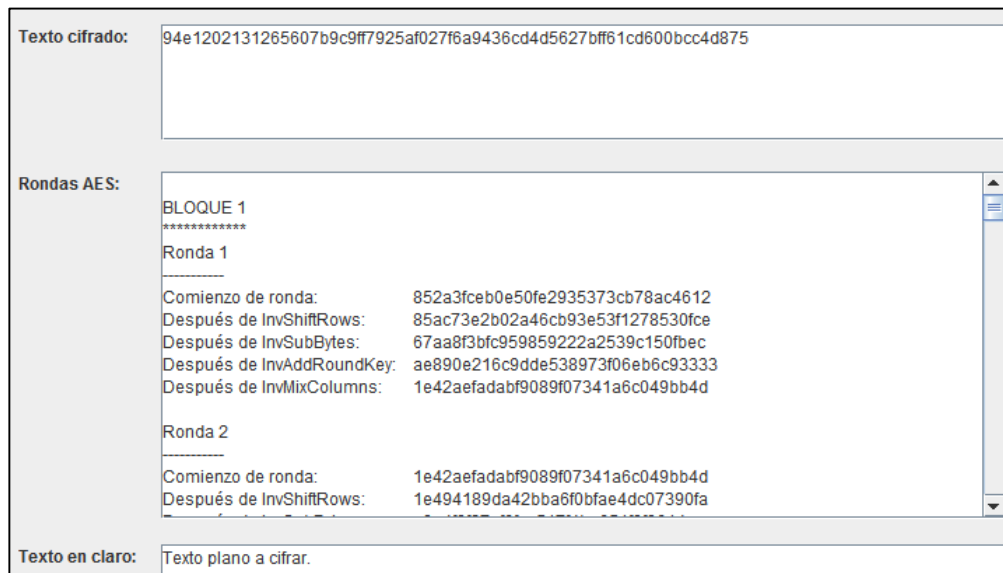 Texto cifrado: 94e1202131265607b9c9ff7925af027f6a9436cd4d5627bff61cd600bcc4d875
Rondas AES:
BLOQUE 1
************
Ronda 1
-----------
Comienzo de ronda: 852a3fceb0e50fe2935373cb78ac4612
Después de InvShiftRows: 85ac73e2b02a46cb93e53f1278530fce
Después de InvSubBytes: 67aa8f3bfc959859222a2539c150fbec
Después de InvAddRoundKey: ae890e216c9dde538973f06eb6c93333
Después de InvMixColumns: 1e42aefadabf9089f07341a6c049bb4d
Ronda 2
-----------
Comienzo de ronda: 1e42aefadabf9089f07341a6c049bb4d
Después de InvShiftRows: 1e494189da42bba6f0bfae4dc07390fa
Texto en claro: Texto plano a cifrar.